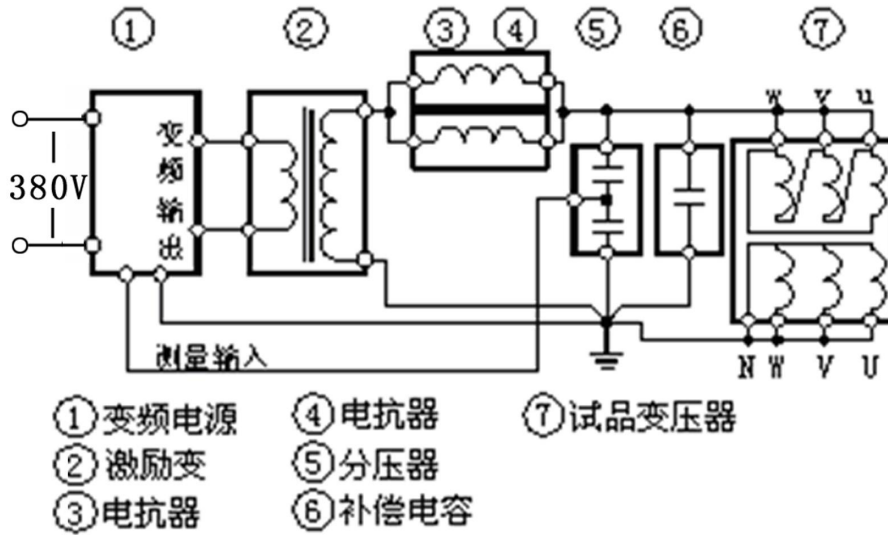 ① ② ③ ④ ⑤ ⑥ ⑦
w v u
变频输出
380V
测量输入
N W V U
①变频电源 ④电抗器 ⑦试品变压器
②激励变 ⑤分压器
③电抗器 ⑥补偿电容